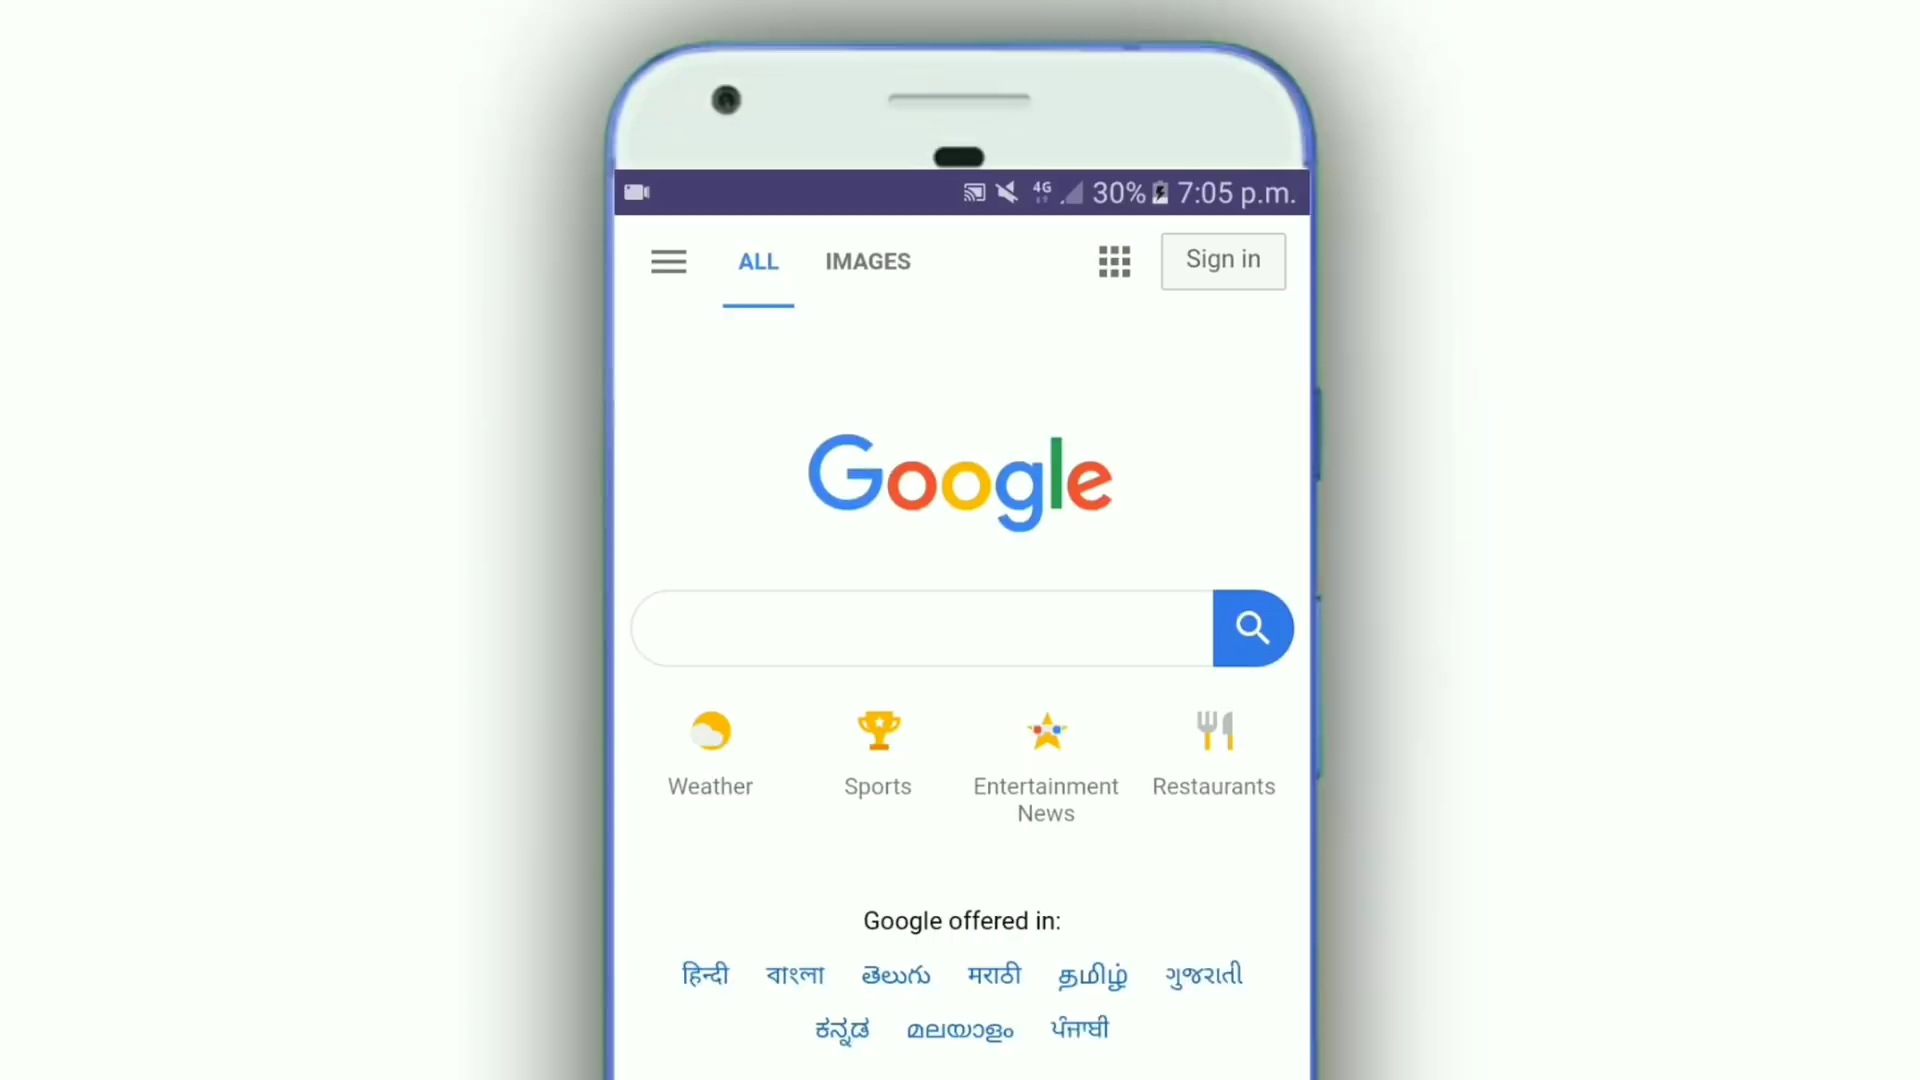 4G 30% 7:05 p.m.
ALL IMAGES Sign in
Google
Weather Sports Entertainment News Restaurants
Google offered in:
हिन्दी বাংলা తెలుగు मराठी தமிழ் ગુજરાતી
ಕನ್ನಡ മലയാളം ਪੰਜਾਬੀ